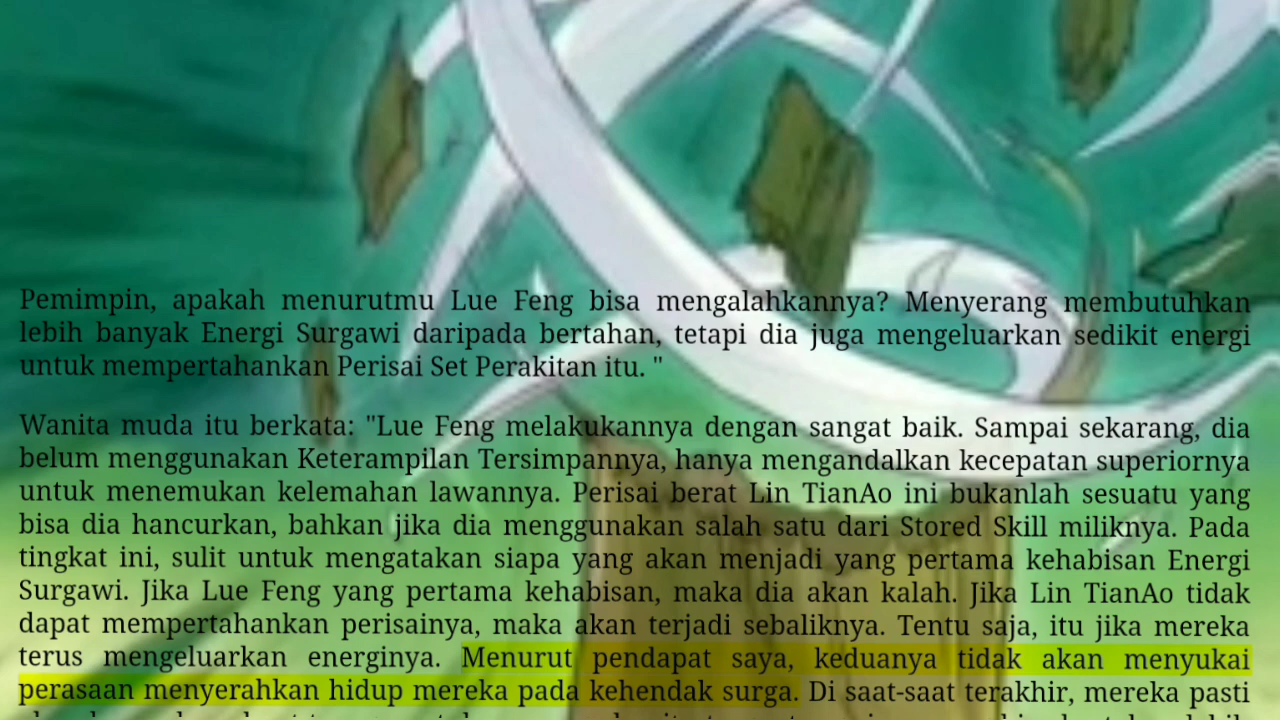 Pemimpin, apakah menurutmu Lue Feng bisa mengalahkannya? Menyerang membutuhkan
lebih banyak Energi Surgawi daripada bertahan, tetapi dia juga mengeluarkan sedikit energi
untuk mempertahankan Perisai Set Perakitan itu. "
Wanita muda itu berkata: "Lue Feng melakukannya dengan sangat baik. Sampai sekarang, dia
belum menggunakan Keterampilan Tersimpannya, hanya mengandalkan kecepatan superiornya
untuk menemukan kelemahan lawannya. Perisai berat Lin TianAo ini bukanlah sesuatu yang
bisa dia hancurkan, bahkan jika dia menggunakan salah satu dari Stored Skill miliknya. Pada
tingkat ini, sulit untuk mengatakan siapa yang akan menjadi yang pertama kehabisan Energi
Surgawi. Jika Lue Feng yang pertama kehabisan, maka dia akan kalah. Jika Lin TianAo tidak
dapat mempertahankan perisainya, maka akan terjadi sebaliknya. Tentu saja, itu jika mereka
terus mengeluarkan energinya. Menurut pendapat saya, keduanya tidak akan menyukai
perasaan menyerahkan hidup mereka pada kehendak surga. Di saat-saat terakhir, mereka pasti